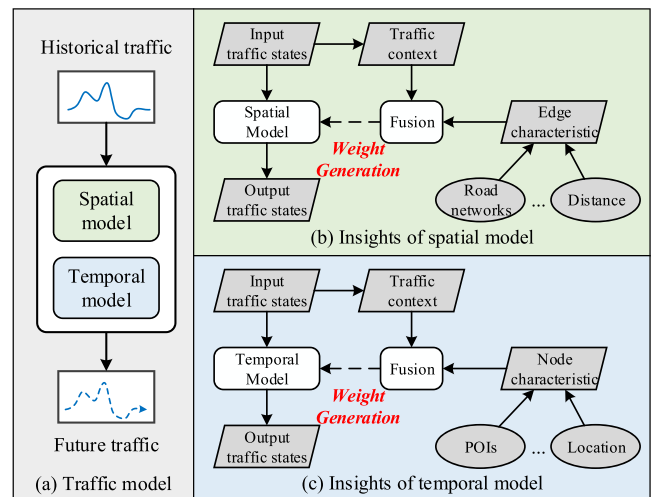 Historical traffic
Spatial
model
Temporal
model
Future traffic
(a) Traffic model
Input
traffic states
Traffic
context
Spatial
Model
Fusion
Edge
characteristic
Weight
Generation
Output
traffic states
Road
networks
...
Distance
(b) Insights of spatial model
Input
traffic states
Traffic
context
Temporal
Model
Fusion
Node
characteristic
Weight
Generation
Output
traffic states
POIs
...
Location
(c) Insights of temporal model